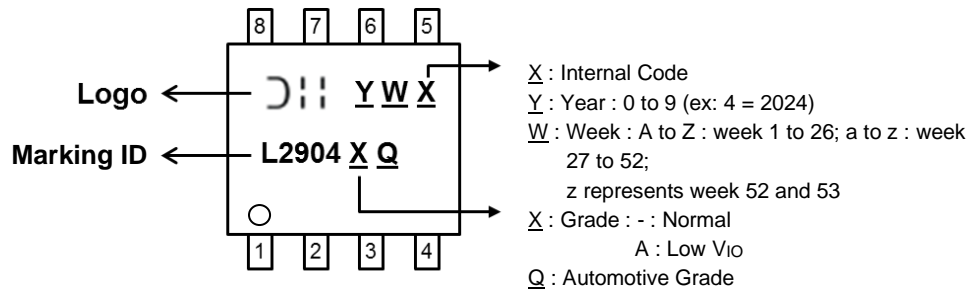 8 7 6 5
Logo
Y W X
Marking ID
L2904 X Q
1 2 3 4
X : Internal Code
Y : Year : 0 to 9 (ex: 4 = 2024)
W : Week : A to Z : week 1 to 26; a to z : week
27 to 52;
z represents week 52 and 53
X : Grade : - : Normal
A : Low VIO
Q : Automotive Grade